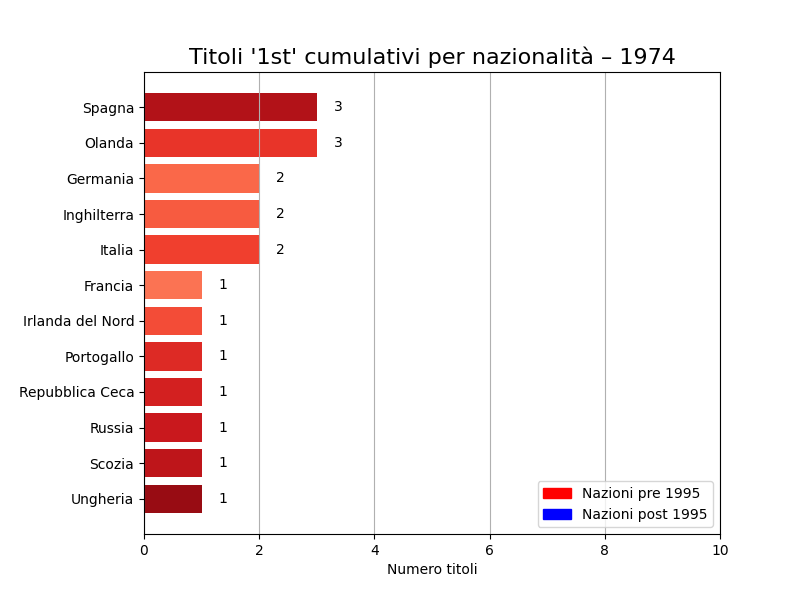 Titoli '1st' cumulativi per nazionalità – 1974
Spagna 3
Olanda 3
Germania 2
Inghilterra 2
Italia 2
Francia 1
Irlanda del Nord 1
Portogallo 1
Repubblica Ceca 1
Russia 1
Scozia 1
Ungheria 1
Nazioni pre 1995
Nazioni post 1995
0 2 4 6 8 10
Numero titoli